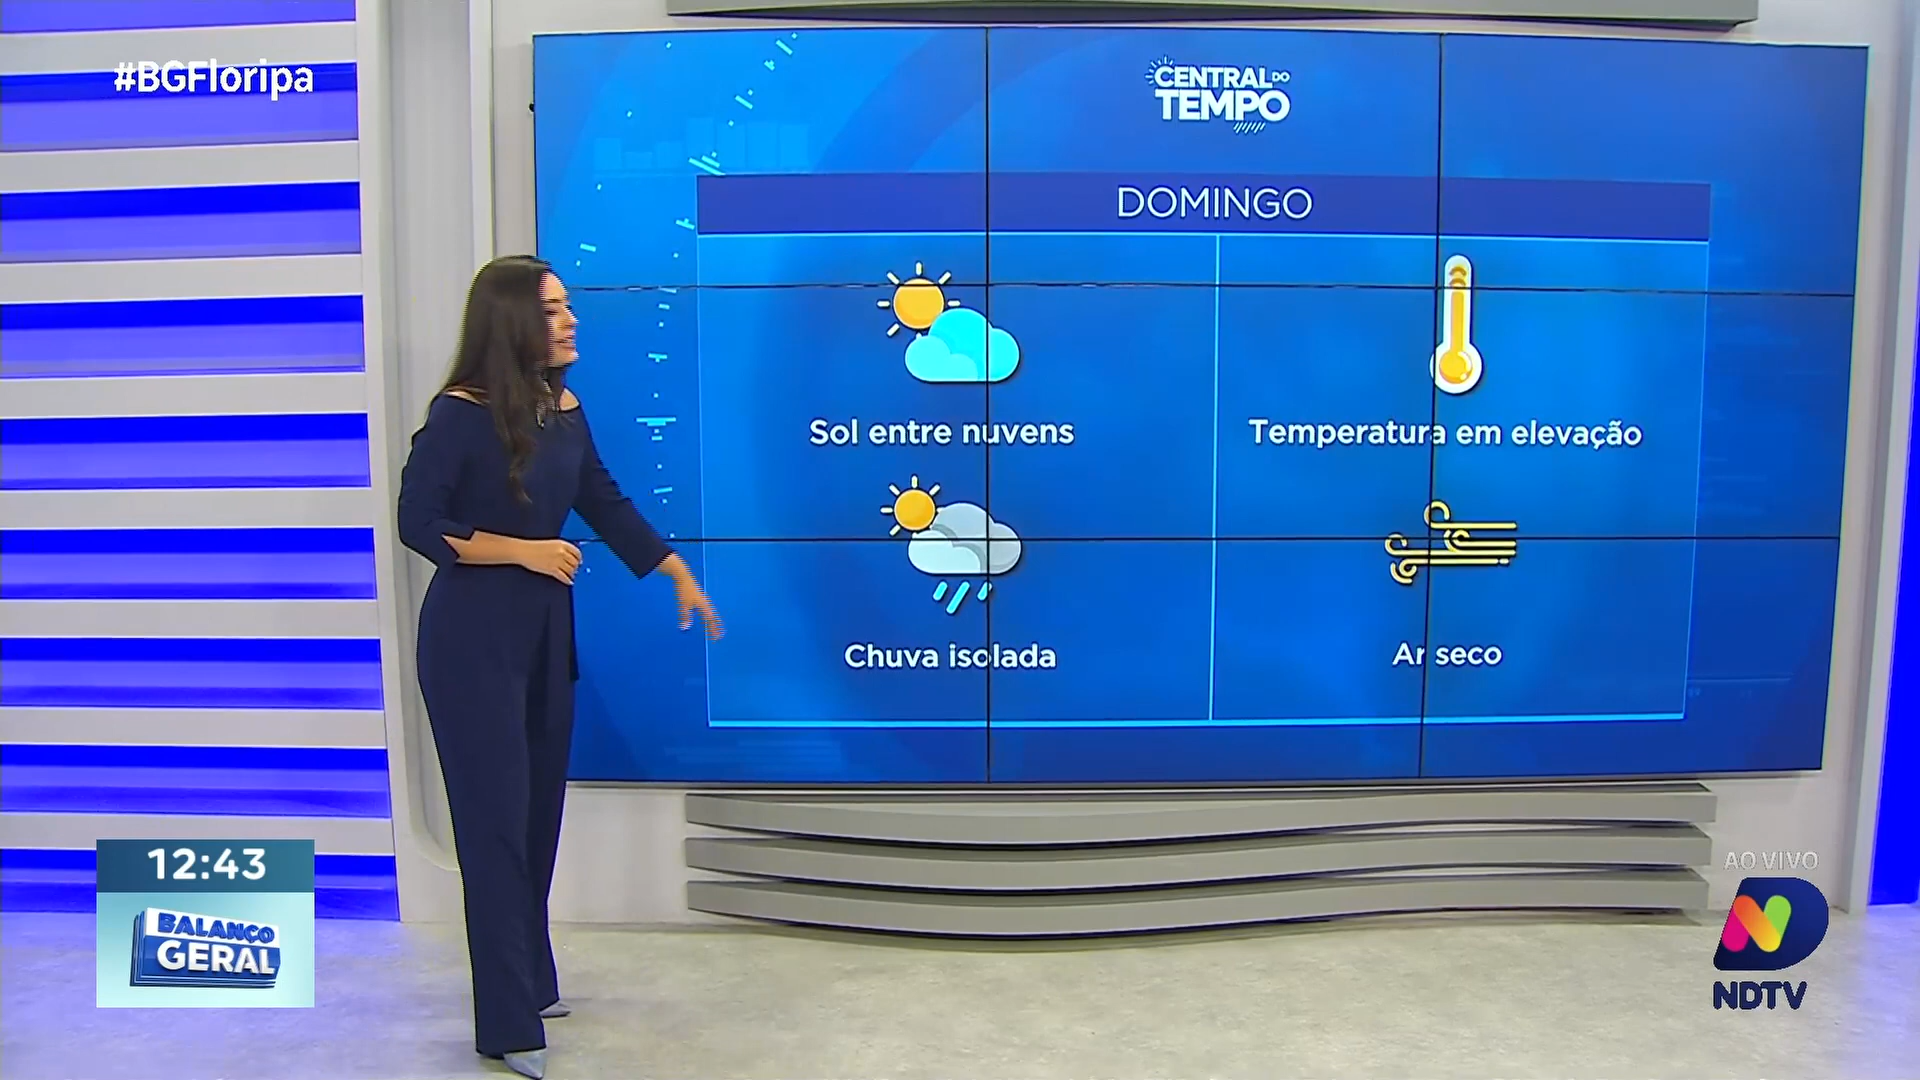 #BGFloripa
CENTRAL DO
TEMPO
DOMINGO
Sol entre nuvens
Temperatura em elevação
Chuva isolada
Ar seco
12:43
BALANÇO
GERAL
AO VIVO
NDTV